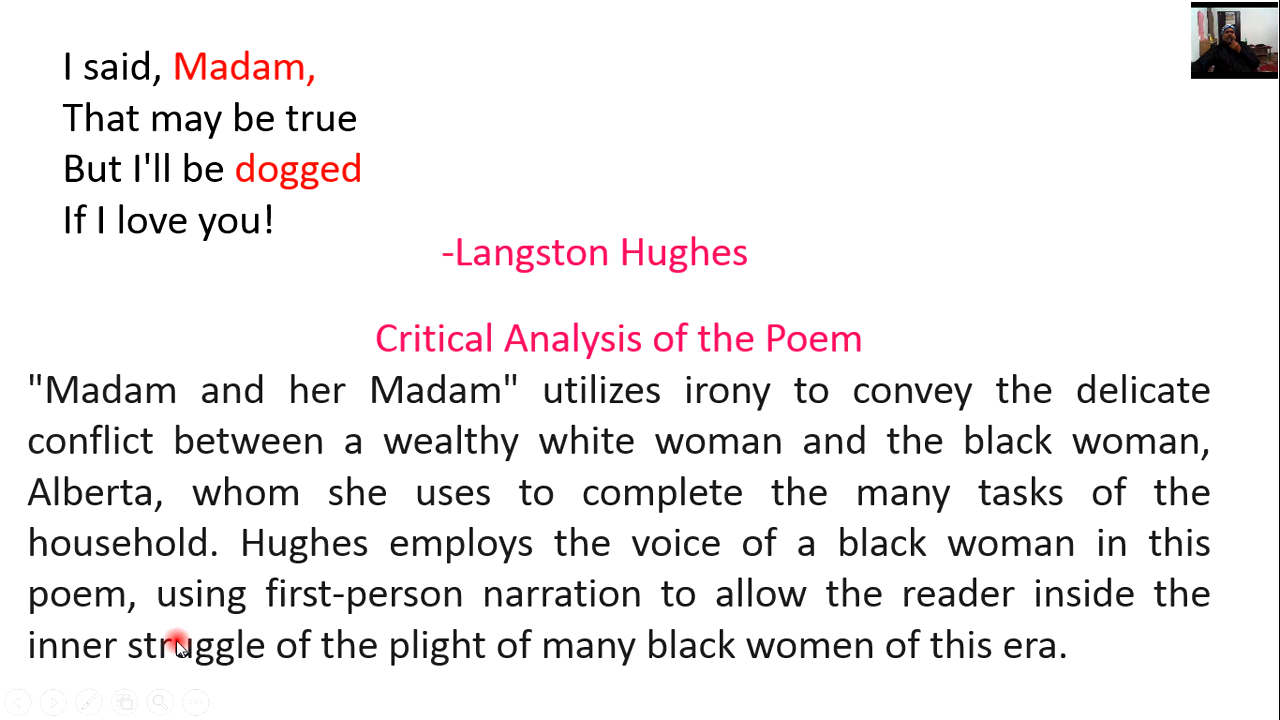 I said, Madam,
That may be true
But I'll be dogged
If I love you!
-Langston Hughes
Critical Analysis of the Poem
"Madam and her Madam" utilizes irony to convey the delicate
conflict between a wealthy white woman and the black woman,
Alberta, whom she uses to complete the many tasks of the
household. Hughes employs the voice of a black woman in this
poem, using first-person narration to allow the reader inside the
inner struggle of the plight of many black women of this era.